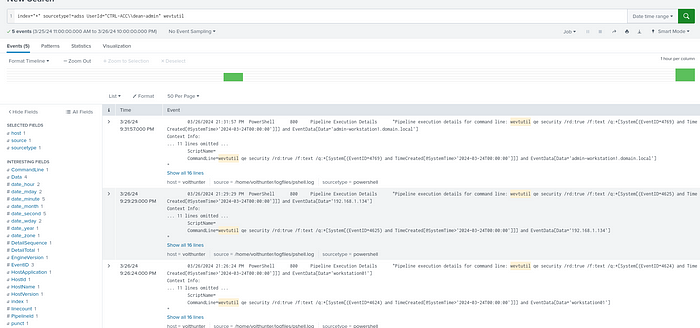 New Search
index="*" sourcetype!=adss userId="CTRL-ACC\\dean-admin" wevtutil
Date time range
5 events (3/25/24 11:00:00.000 AM to 3/26/24 10:00:00.000 PM)
No Event Sampling
Job
Smart Mode
Events (5)
Patterns
Statistics
Visualization
Format Timeline
Zoom Out
Zoom to Selection
Deselect
1 hour per column
List
Format
50 Per Page
Hide Fields
All Fields
i
Time
Event
SELECTED FIELDS
host 1
source 1
sourcetype 1
INTERESTING FIELDS
CommandLine 1
Data 4
date_hour 2
date_mday 2
date_minute 5
date_month 1
date_second 5
date_wday 2
date_year 1
date_zone 1
DetailSequence 1
DetailTotal 1
EngineVersion 1
EventID 3
HostApplication 1
HostId 1
HostName 1
HostVersion 1
index 1
linecount 1
PipelineId 1
punct 1
3/26/24
9:31:57.000 PM
03/26/2024 21:31:57 PM PowerShell 800 Pipeline Execution Details "Pipeline execution details for command line: wevtutil qe security /rd:true /f:text /q:*[System[(EventID=4769) and Time
Created[@SystemTime>'2024-03-24T00:00:00']]] and EventData[Data='admin-workstation1.domain.local']
Context Info:
... 11 lines omitted ...
ScriptName=
CommandLine=wevtutil qe security /rd:true /f:text /q:*[System[(EventID=4769) and TimeCreated[@SystemTime>'2024-03-24T00:00:00']]] and EventData[Data='admin-workstation1.domain.local']
"
Show all 16 lines
host = volthunter source = /home/volthunter/logfiles/pshell.log sourcetype = powershell
3/26/24
9:29:29.000 PM
03/26/2024 21:29:29 PM PowerShell 800 Pipeline Execution Details "Pipeline execution details for command line: wevtutil qe security /rd:true /f:text /q:*[System[(EventID=4625) and Time
Created[@SystemTime>'2024-03-24T00:00:00']]] and EventData[Data='192.168.1.134']
Context Info:
... 11 lines omitted ...
ScriptName=
CommandLine=wevtutil qe security /rd:true /f:text /q:*[System[(EventID=4625) and TimeCreated[@SystemTime>'2024-03-24T00:00:00']]] and EventData[Data='192.168.1.134']
"
Show all 16 lines
host = volthunter source = /home/volthunter/logfiles/pshell.log sourcetype = powershell
3/26/24
9:26:24.000 PM
03/26/2024 21:26:24 PM PowerShell 800 Pipeline Execution Details "Pipeline execution details for command line: wevtutil qe security /rd:true /f:text /q:*[System[(EventID=4624) and Time
Created[@SystemTime>'2024-03-24T00:00:00']]] and EventData[Data='workstation01']
Context Info:
... 11 lines omitted ...
ScriptName=
CommandLine=wevtutil qe security /rd:true /f:text /q:*[System[(EventID=4624) and TimeCreated[@SystemTime>'2024-03-24T00:00:00']]] and EventData[Data='workstation01']
"
Show all 16 lines
host = volthunter source = /home/volthunter/logfiles/pshell.log sourcetype = powershell